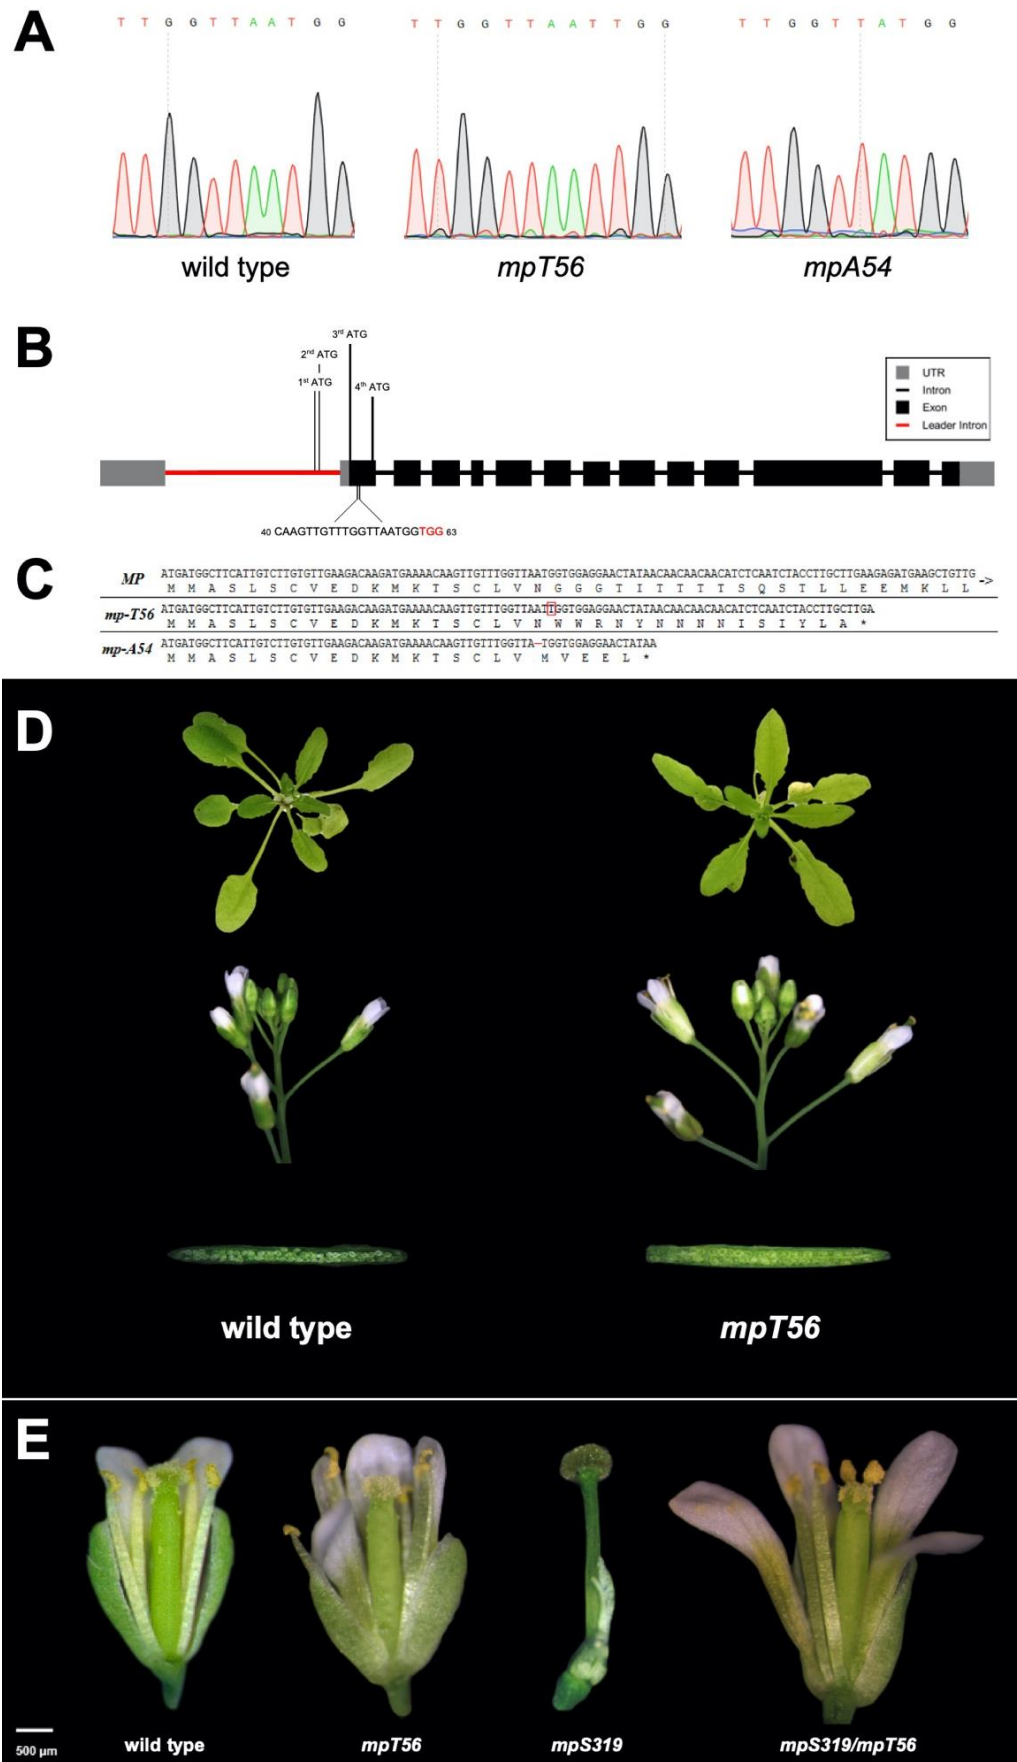 A
T T G G T T A A T G G
T T G G T T A A T T G G
T T G G T T A T G G
wild type
mpT56
mpA54
B
3rd ATG
2nd ATG
1st ATG
4th ATG
UTR
Intron
Exon
Leader Intron
40 CAAGTTGTTTGGTTAATGGTGG 63
C
MP ATGATGGCTTCATTGTCTTGTGTTGAAGACAAGATGAAAACAAGTTGTTTGGTTAATGGTGGAGGAACTATAACAACAACAACATCTCAATCTACCTTGCTTGAAGAGATGAAGCTGTTG ->
M M A S L S C V E D K M K T S C L V N G G G T I T T T T S Q S T L L E E M K L L
mp-T56 ATGATGGCTTCATTGTCTTGTGTTGAAGACAAGATGAAAACAAGTTGTTTGGTTAATTGGTGGAGGAACTATAACAACAACAACATCTCAATCTACCTTGCTTGA
M M A S L S C V E D K M K T S C L V N W W R N Y N N N N I S I Y L A *
mp-A54 ATGATGGCTTCATTGTCTTGTGTTGAAGACAAGATGAAAACAAGTTGTTTGGTTA–TGGTGGAGGAACTATAA
M M A S L S C V E D K M K T S C L V M V E E L *
D
wild type
mpT56
E
500 µm
wild type
mpT56
mpS319
mpS319/mpT56